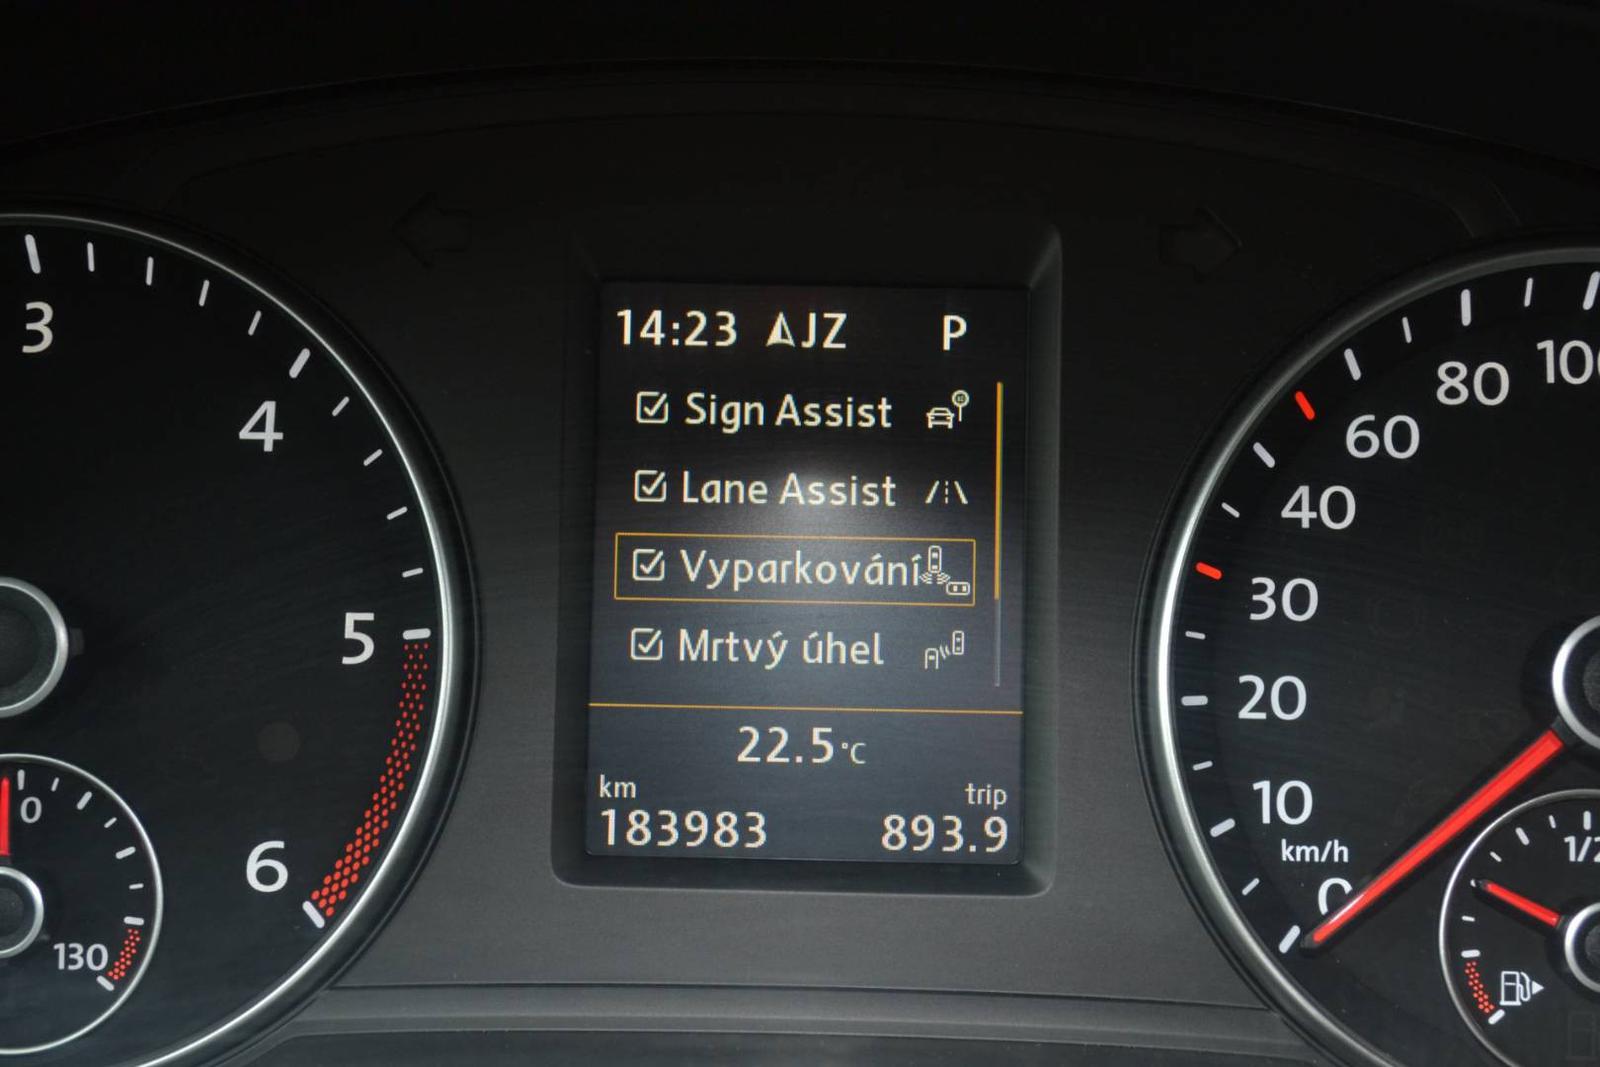 14:23 JZ P
Sign Assist
Lane Assist
Vyparkování
Mrtvý úhel
22.5°C
km trip
183983 893.9
3
4
5
6
0
130
100
80
60
40
30
20
10
km/h
0
1/2